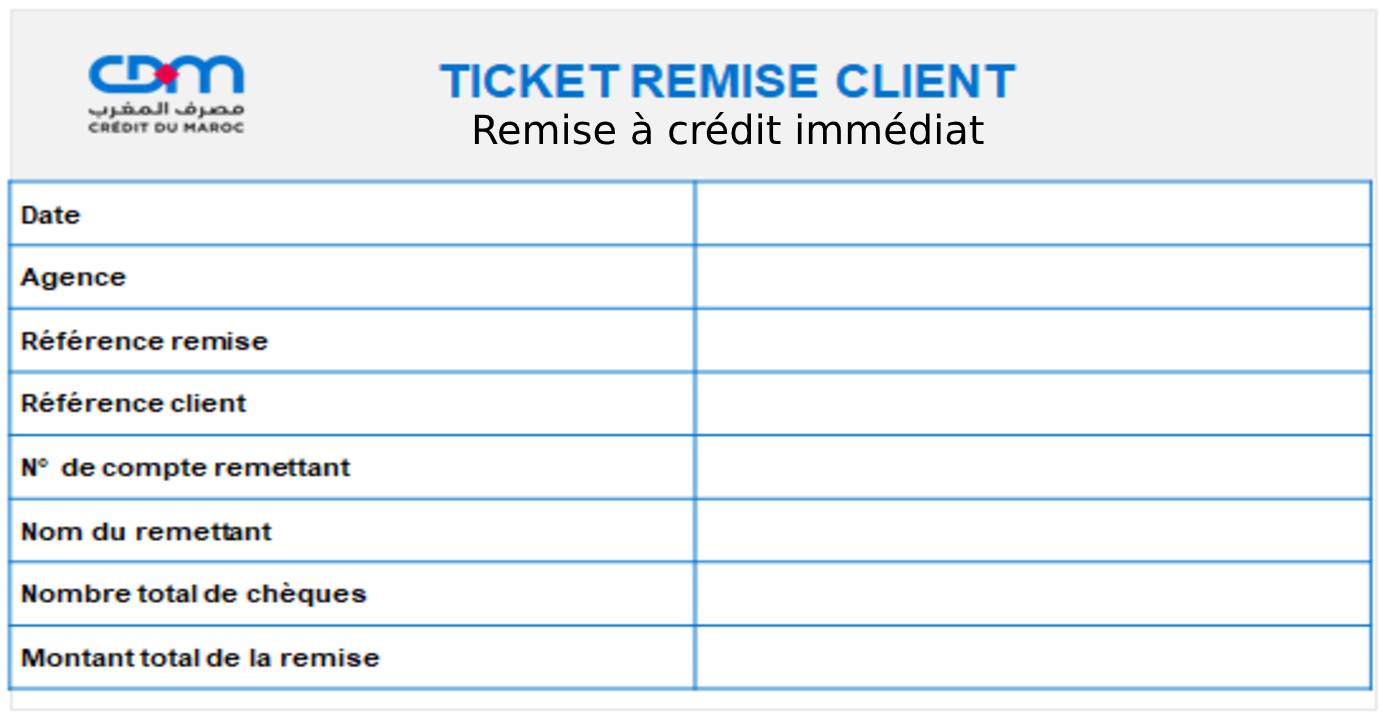 CDM
مصرف المغرب
CRÉDIT DU MAROC
TICKET REMISE CLIENT
Remise à crédit immédiat
Date
Agence
Référence remise
Référence client
N° de compte remettant
Nom du remettant
Nombre total de chèques
Montant total de la remise